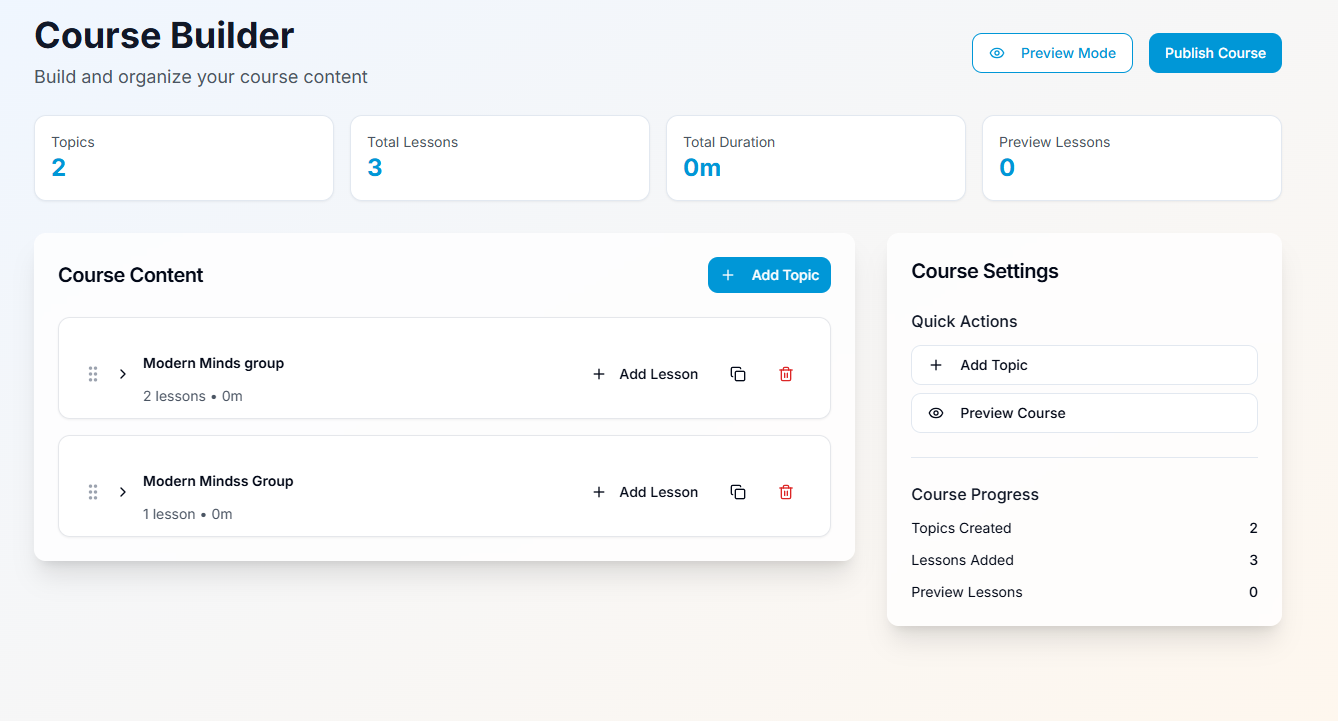 Course Builder
Build and organize your course content
Preview Mode
Publish Course
Topics
2
Total Lessons
3
Total Duration
0m
Preview Lessons
0
Course Content
Add Topic
Modern Minds group
2 lessons • 0m
Add Lesson
Modern Mindss Group
1 lesson • 0m
Add Lesson
Course Settings
Quick Actions
Add Topic
Preview Course
Course Progress
Topics Created 2
Lessons Added 3
Preview Lessons 0